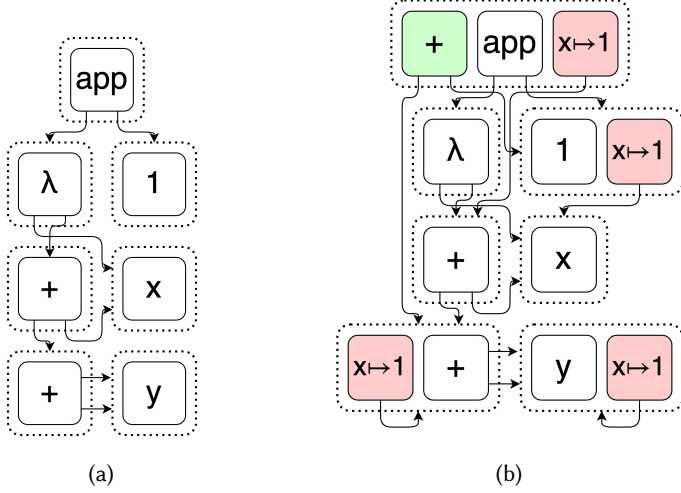 app
λ
1
+
x
+
y
(a)
+
app
x↦1
λ
1
x↦1
+
x
x↦1
+
y
x↦1
(b)